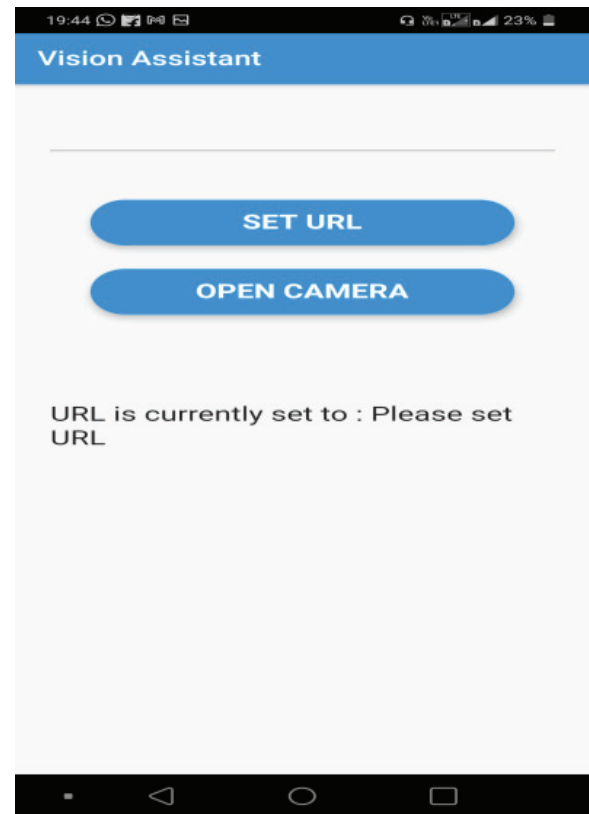 19:44 23%
Vision Assistant
SET URL
OPEN CAMERA
URL is currently set to : Please set
URL